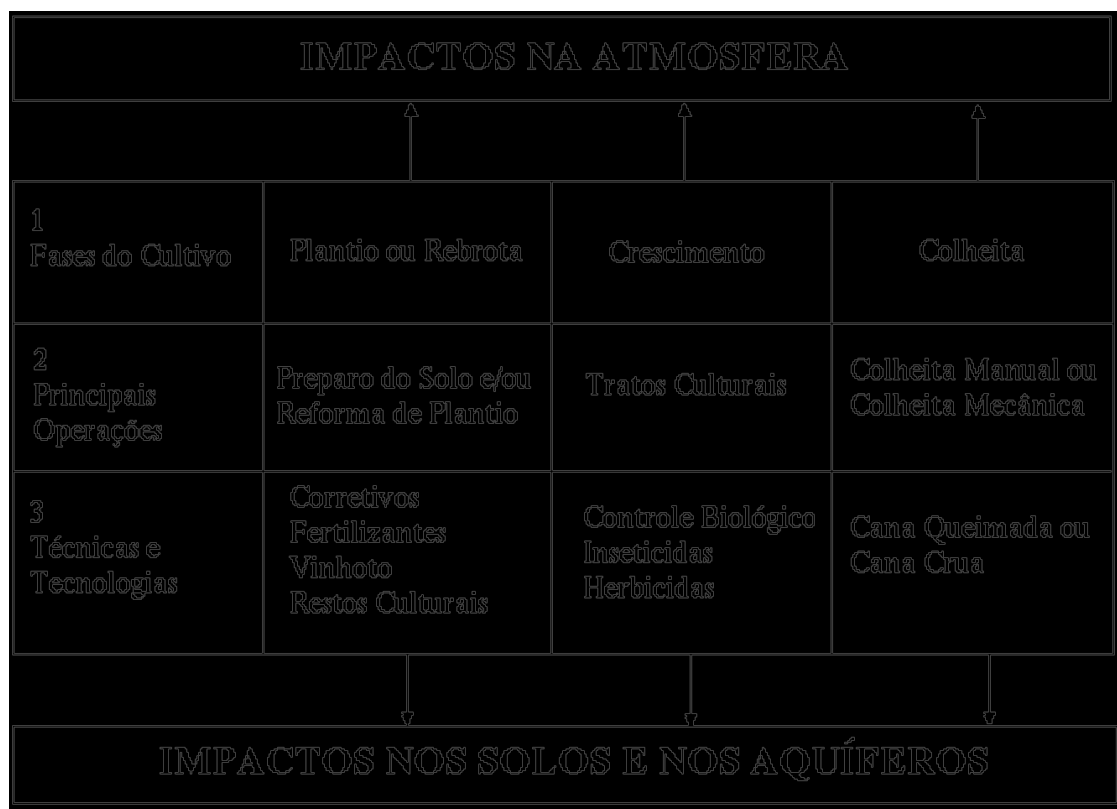 IMPACTOS NA ATMOSFERA
1
Fases do Cultivo
Plantio ou Rebrota
Crescimento
Colheita
2
Principais
Operações
Preparo do Solo e/ou
Reforma de Plantio
Tratos Culturais
Colheita Manual ou
Colheita Mecânica
3
Técnicas e
Tecnologias
Corretivos
Fertilizantes
Vinhoto
Restos Culturais
Controle Biológico
Inseticidas
Herbicidas
Cana Queimada ou
Cana Crua
IMPACTOS NOS SOLOS E NOS AQUÍFEROS